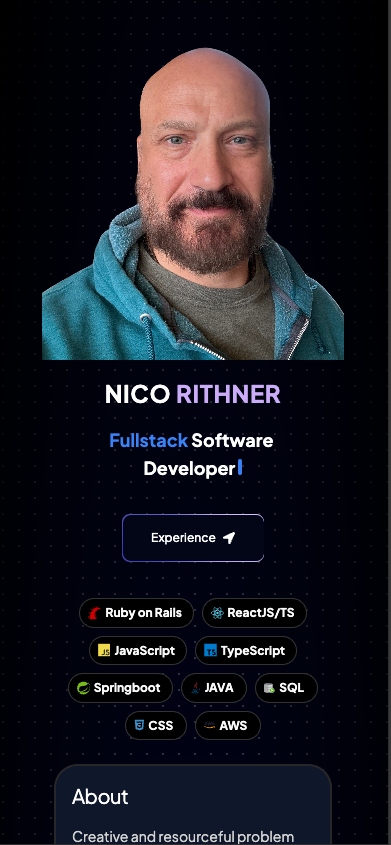 NICO RITHNER
Fullstack Software
Developer
Experience
Ruby on Rails ReactJS/TS
JavaScript TypeScript
Springboot JAVA SQL
CSS AWS
About
Creative and resourceful problem